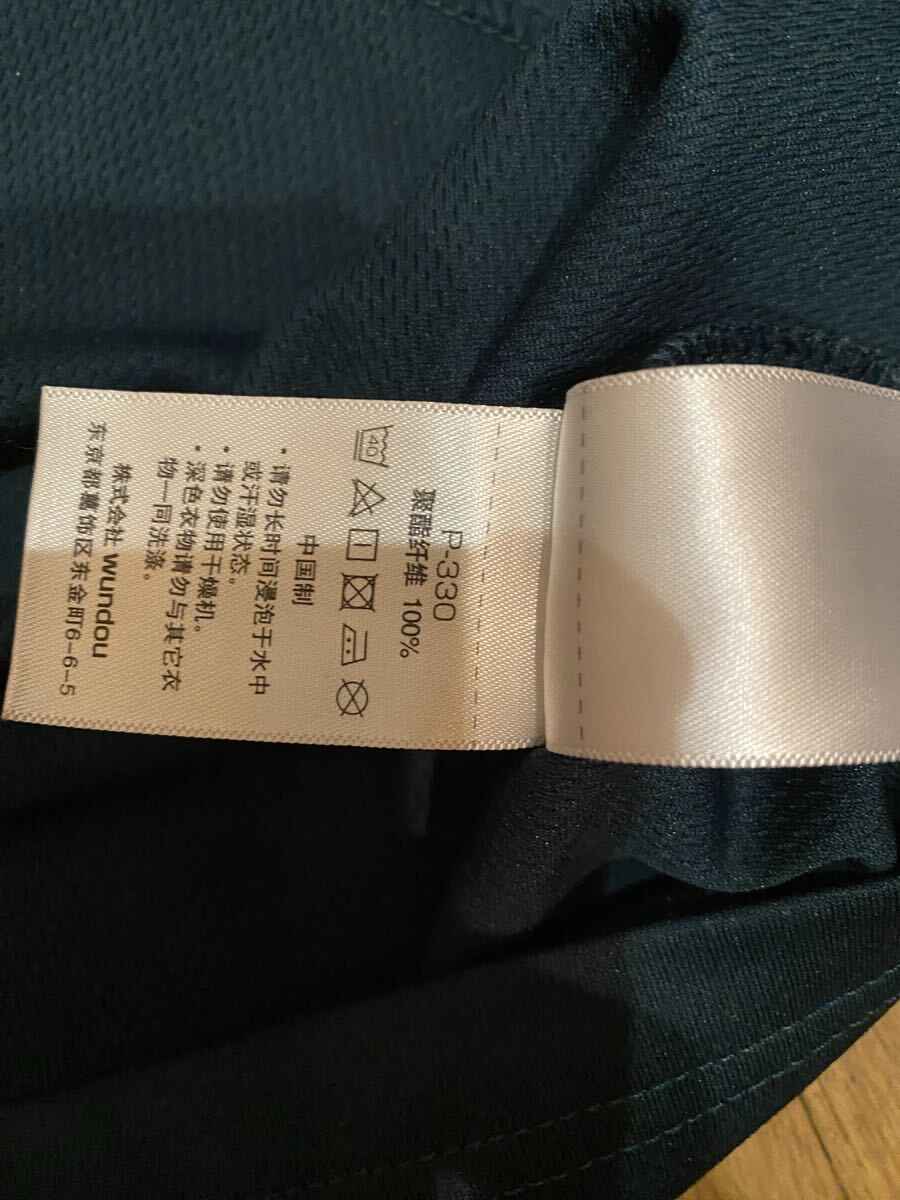 P-330
聚酯纤维 100%
40
中国制
・请勿长时间浸泡于水中
或汗湿状态。
・请勿使用干燥机。
・深色衣物请勿与其它衣
物一同洗涤。
株式会社 wundou
东京都葛饰区东金町6-6-5